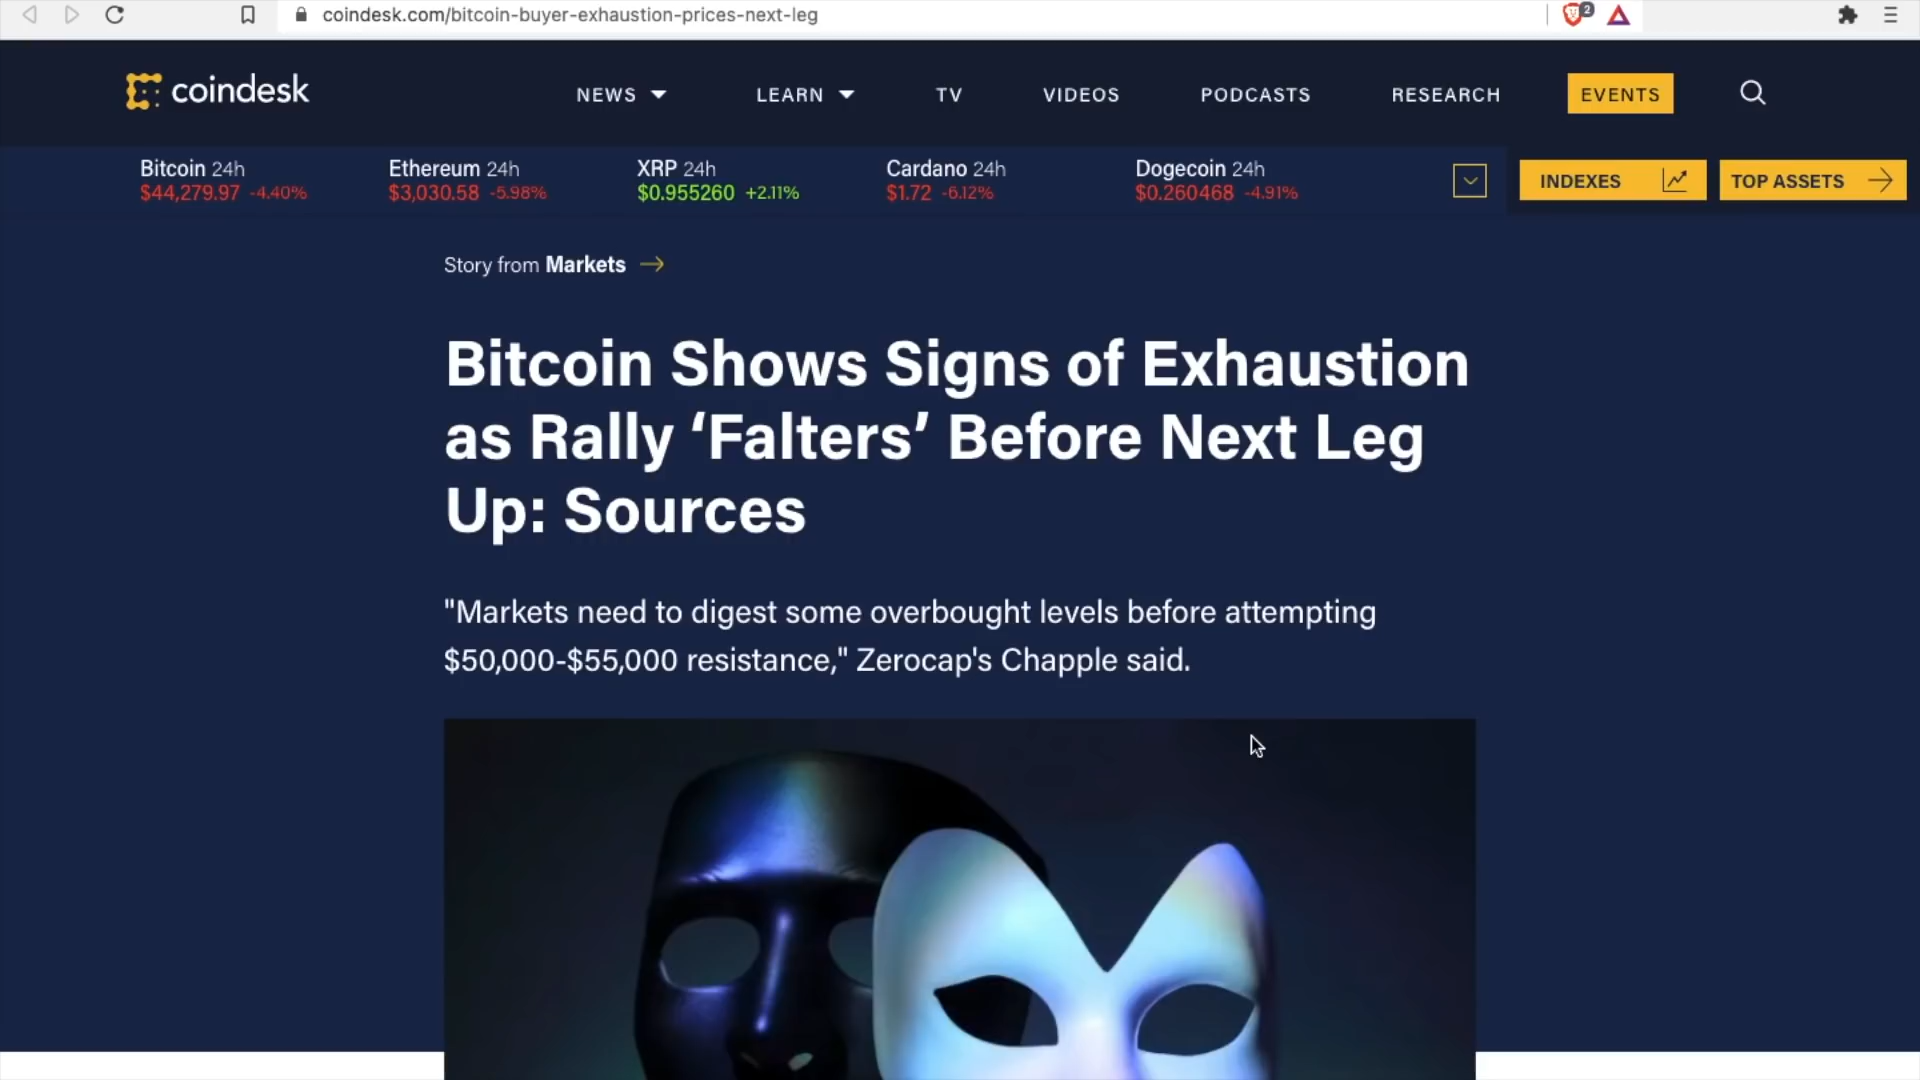 coindesk.com/bitcoin-buyer-exhaustion-prices-next-leg
2
coindesk
NEWS
LEARN
TV
VIDEOS
PODCASTS
RESEARCH
EVENTS
Bitcoin 24h
$44,279.97 -4.40%
Ethereum 24h
$3,030.58 -5.98%
XRP 24h
$0.955260 +2.11%
Cardano 24h
$1.72 -6.12%
Dogecoin 24h
$0.260468 -4.91%
INDEXES
TOP ASSETS
Story from Markets
Bitcoin Shows Signs of Exhaustion
as Rally ‘Falters’ Before Next Leg
Up: Sources
"Markets need to digest some overbought levels before attempting
$50,000-$55,000 resistance," Zerocap's Chapple said.